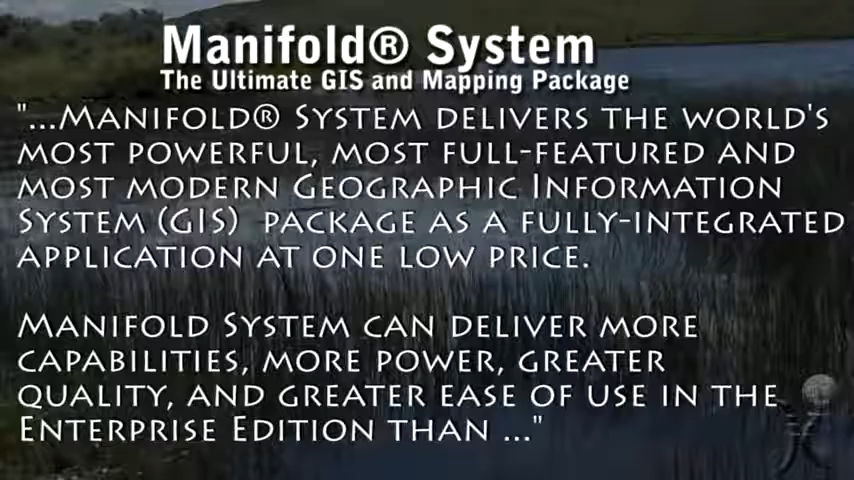 Manifold® System
The Ultimate GIS and Mapping Package
"...Manifold® System delivers the world's
most powerful, most full-featured and
most modern Geographic Information
System (GIS) package as a fully-integrated
application at one low price.
Manifold System can deliver more
capabilities, more power, greater
quality, and greater ease of use in the
Enterprise Edition than ..."